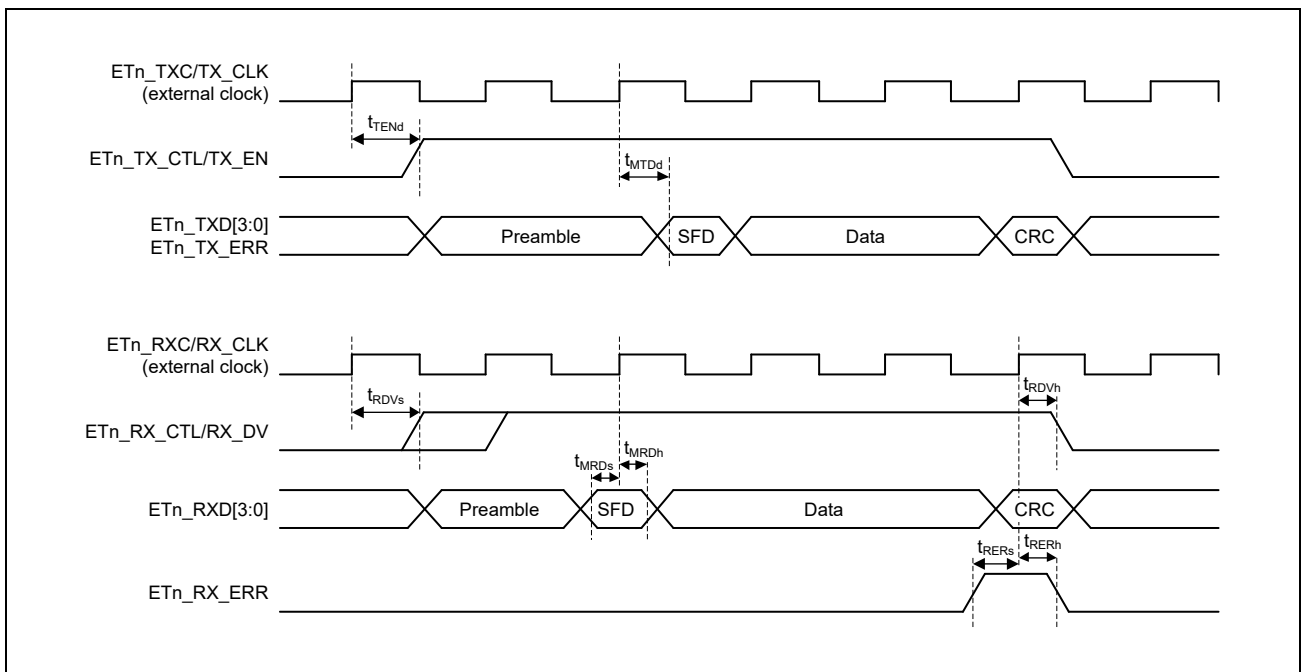 ETn_TXC/TX_CLK
(external clock)
tTENd
ETn_TX_CTL/TX_EN
tMTDd
ETn_TXD[3:0]
ETn_TX_ERR
Preamble SFD Data CRC
ETn_RXC/RX_CLK
(external clock)
tRDVs tRDVh
ETn_RX_CTL/RX_DV
tMRDs tMRDh
ETn_RXD[3:0] Preamble SFD Data CRC
tRERs tRERh
ETn_RX_ERR